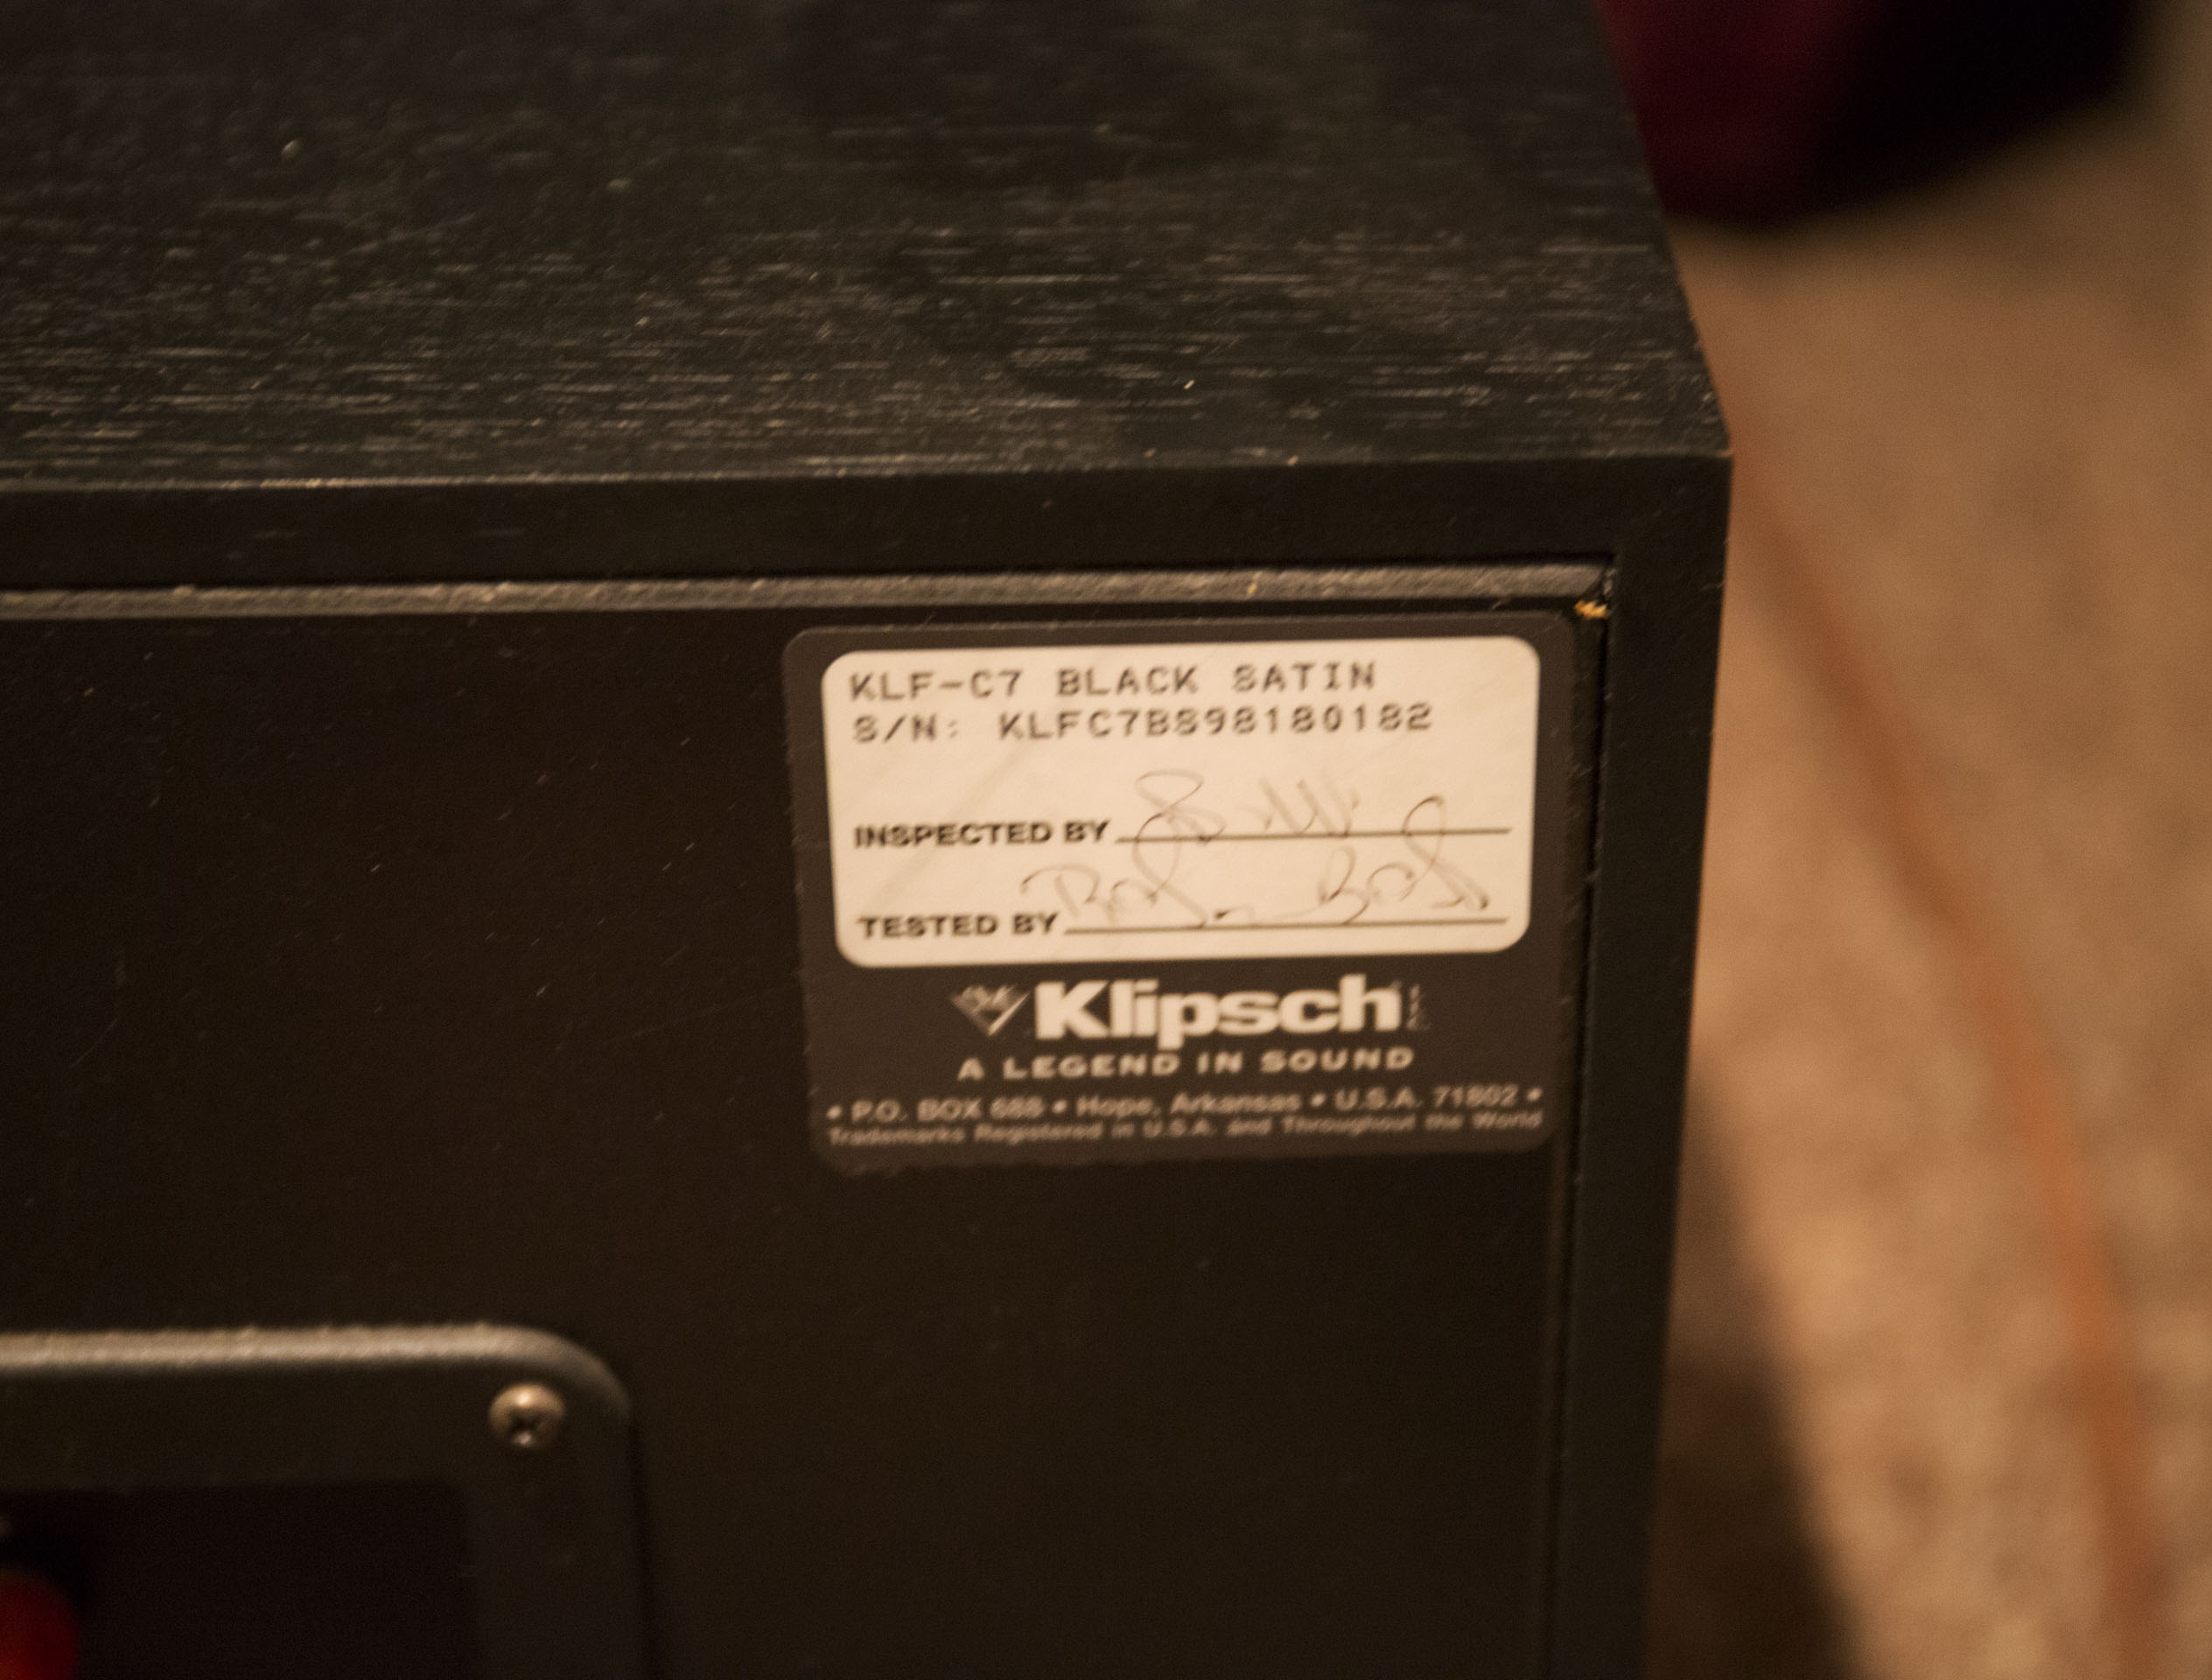 KLF-C7 BLACK SATIN
S/N: KLFC7B898180182
INSPECTED BY
TESTED BY
Klipsch
A LEGEND IN SOUND
• P.O. BOX 688 • Hope, Arkansas • U.S.A. 71802 •
Trademarks Registered in U.S.A. and Throughout the World